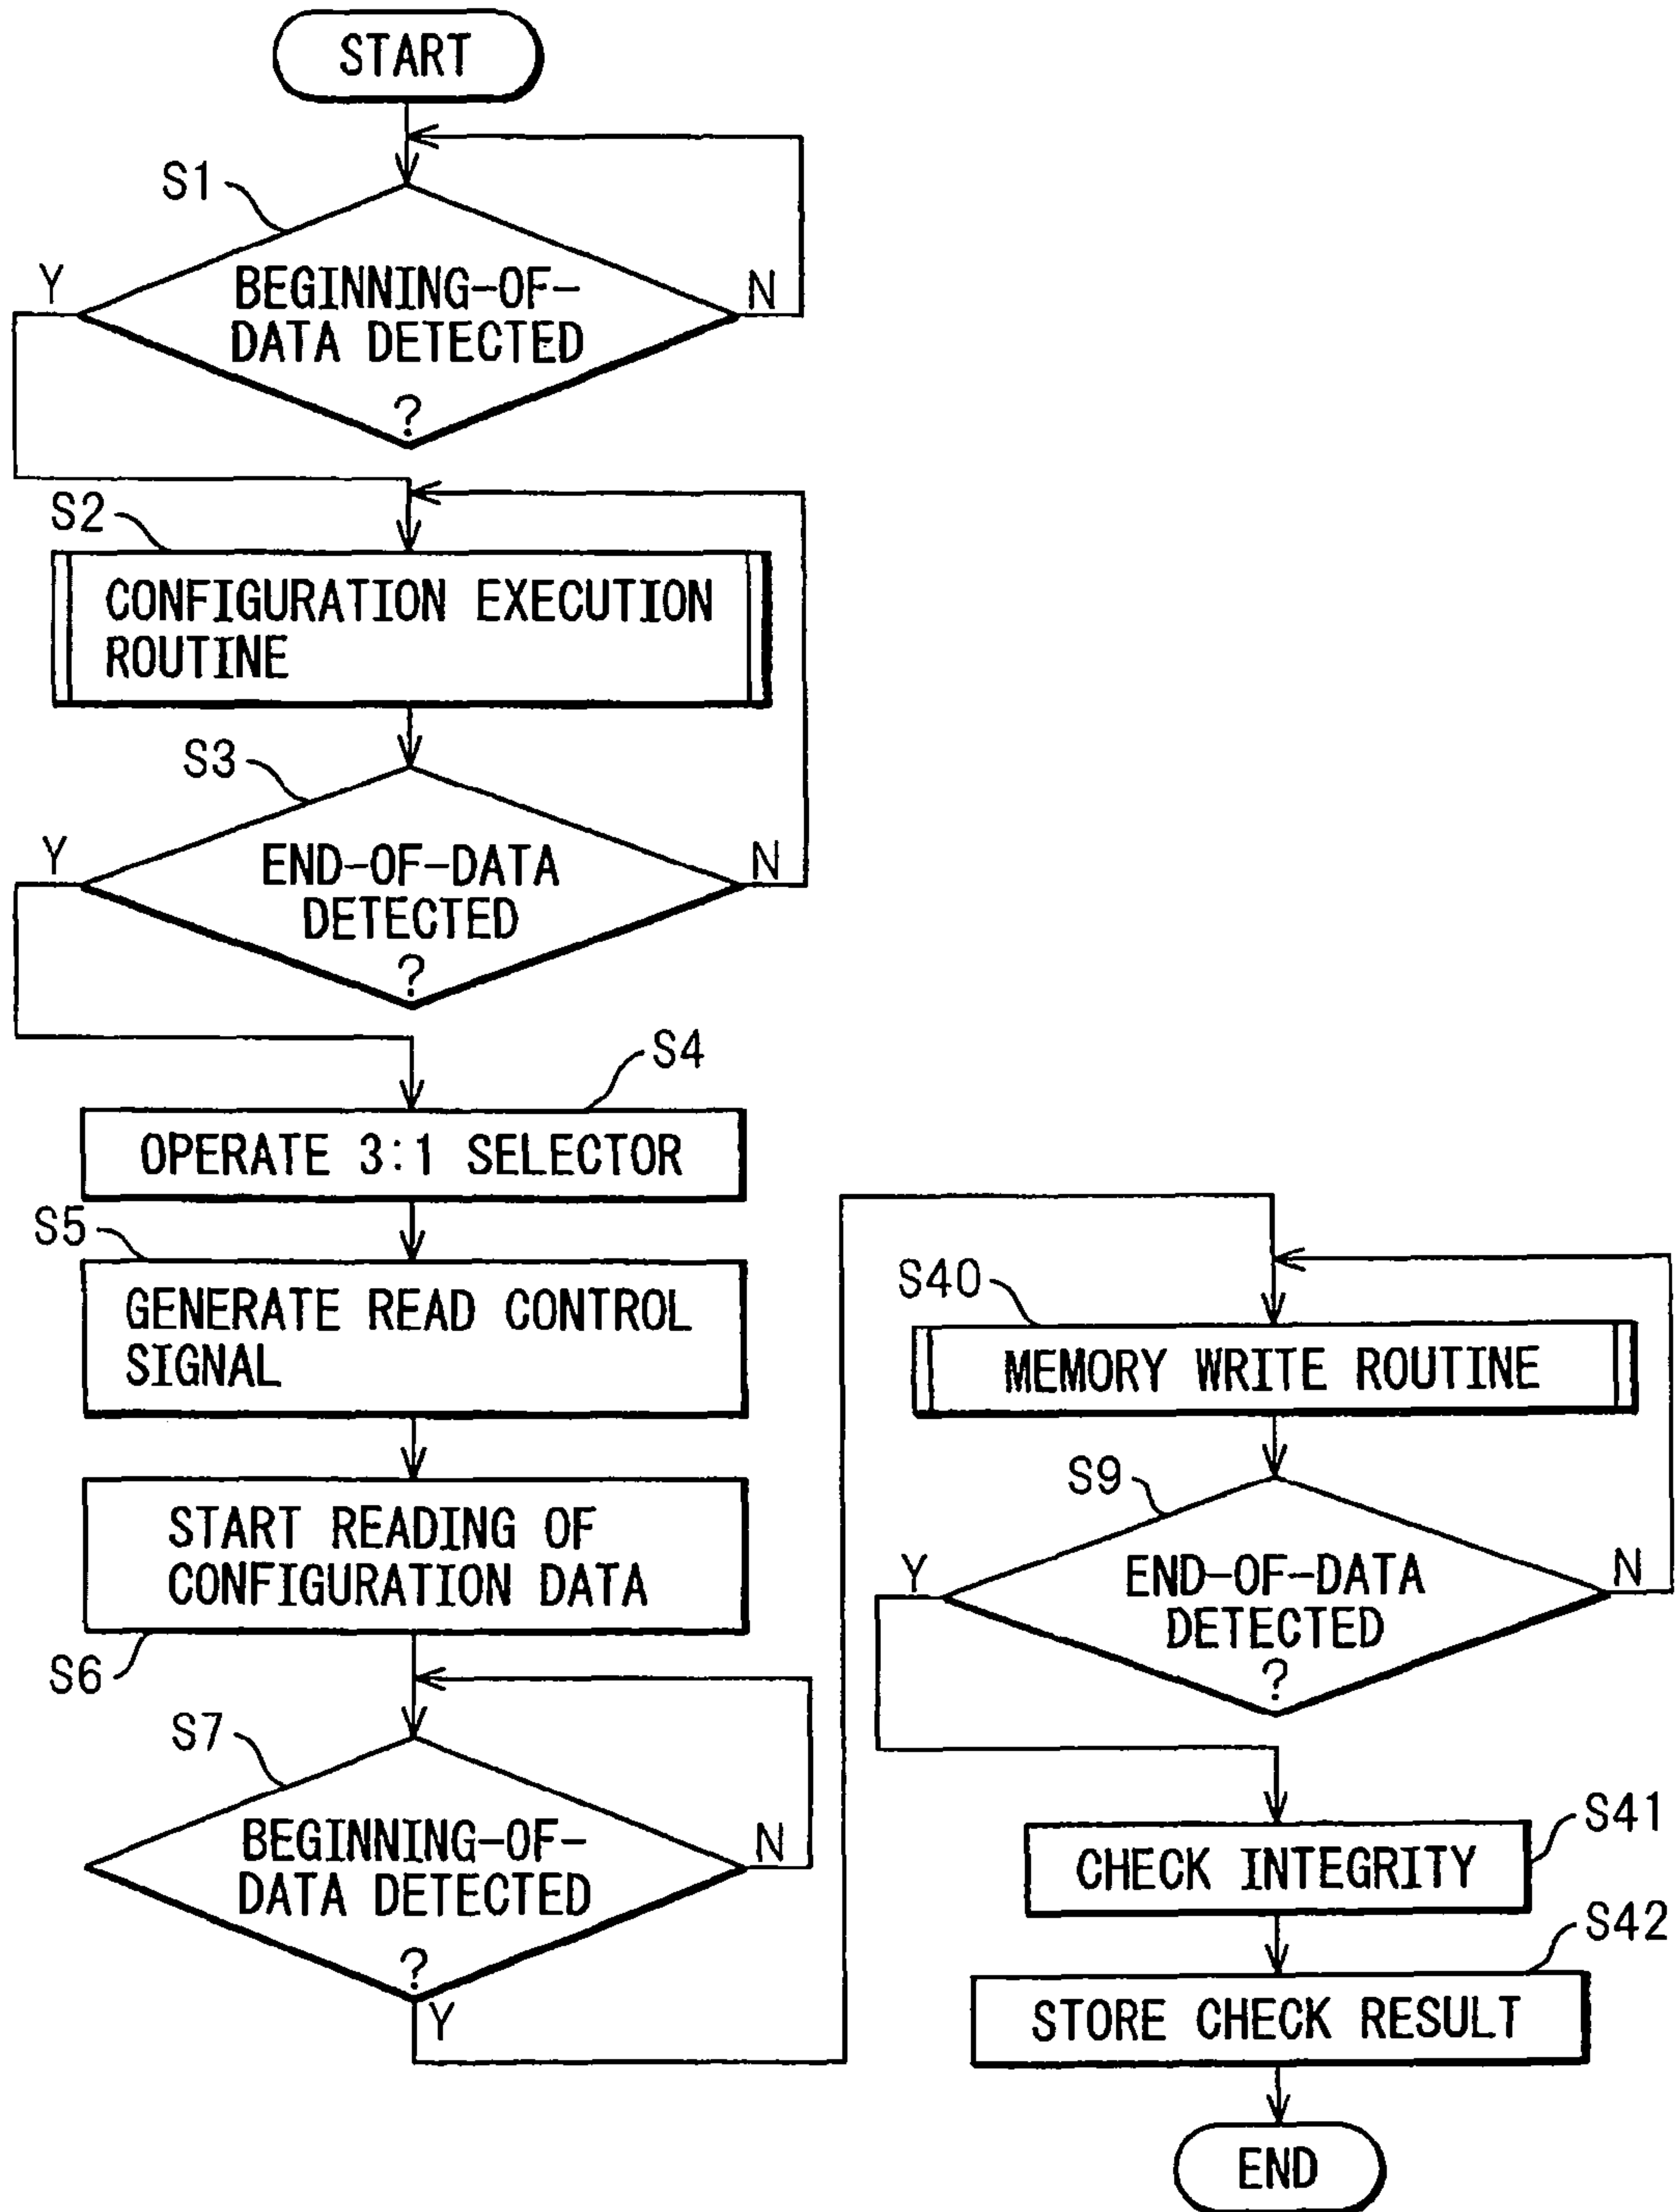 START
S1
Y
BEGINNING-OF-
DATA DETECTED
?
N
S2
CONFIGURATION EXECUTION
ROUTINE
S3
Y
END-OF-DATA
DETECTED
?
N
S4
OPERATE 3:1 SELECTOR
S5
GENERATE READ CONTROL
SIGNAL
START READING OF
CONFIGURATION DATA
S6
S7
BEGINNING-OF-
DATA DETECTED
?
N
Y
S40
MEMORY WRITE ROUTINE
S9
Y
END-OF-DATA
DETECTED
?
N
S41
CHECK INTEGRITY
S42
STORE CHECK RESULT
END